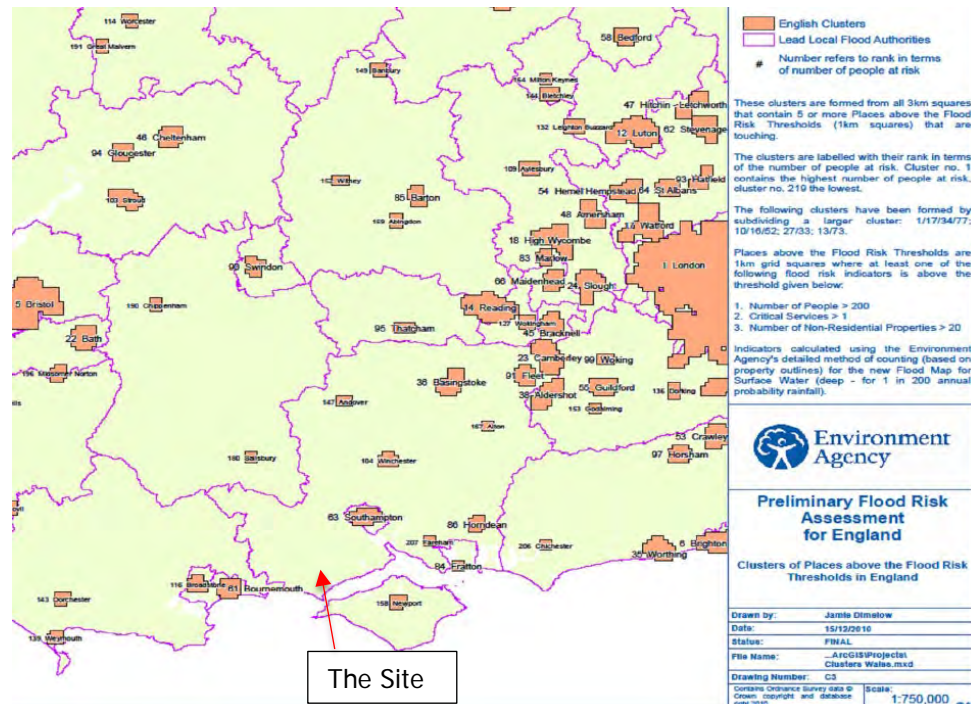 114 Worcester
191 Great Malvern
149 Banbury
58 Bedford
164 Milton Keynes
144 Bletchley
47 Hitchin - Letchworth
132 Leighton Buzzard
12 Luton
62 Stevenage
46 Cheltenham
94 Gloucester
103 Stroud
109 Aylesbury
93 Hatfield
54 Hemel Hempstead
64 St Albans
85 Barton
48 Amersham
Watford
18 High Wycombe
83 Marlow
66 Maidenhead
24 Slough
1 London
90 Swindon
5 Bristol
190 Chippenham
14 Reading
127 Wokingham
45 Bracknell
95 Thatcham
22 Bath
196 Midsomer Norton
23 Camberley
99 Woking
91 Fleet
38 Basingstoke
38 Aldershot
55 Guildford
136 Dorking
147 Andover
153 Godalming
Alton
53 Crawley
97 Horsham
Salisbury
Winchester
63 Southampton
86 Horndean
207 Fareham
206 Chichester
84 Fratton
35 Worthing
6 Brighton
116 Broadstone
61 Bournemouth
158 Newport
143 Dorchester
139 Weymouth
Abingdon
Witney
The Site
English Clusters
Lead Local Flood Authorities
# Number refers to rank in terms
of number of people at risk
These clusters are formed from all 3km squares
that contain 5 or more Places above the Flood
Risk Thresholds (1km squares) that are
touching.
The clusters are labelled with their rank in terms
of the number of people at risk. Cluster no. 1
contains the highest number of people at risk,
cluster no. 219 the lowest.
The following clusters have been formed by
subdividing a larger cluster: 1/17/34/77;
10/16/52; 27/33; 13/73.
Places above the Flood Risk Thresholds are
1km grid squares where at least one of the
following flood risk indicators is above the
threshold given below:
1. Number of People > 200
2. Critical Services > 1
3. Number of Non-Residential Properties > 20
Indicators calculated using the Environment
Agency's detailed method of counting (based on
property outlines) for the new Flood Map for
Surface Water (deep - for 1 in 200 annual
probability rainfall).
Environment
Agency
Preliminary Flood Risk
Assessment
for England
Clusters of Places above the Flood Risk
Thresholds in England
Drawn by: Jamie Dimelow
Date: 15/12/2010
Status: FINAL
File Name: ...ArcGIS\Projects\
Clusters Walse.mxd
Drawing Number: C3
Contains Ordnance Survey data ©
Crown copyright and database
right 2010
Scale:
1:750,000